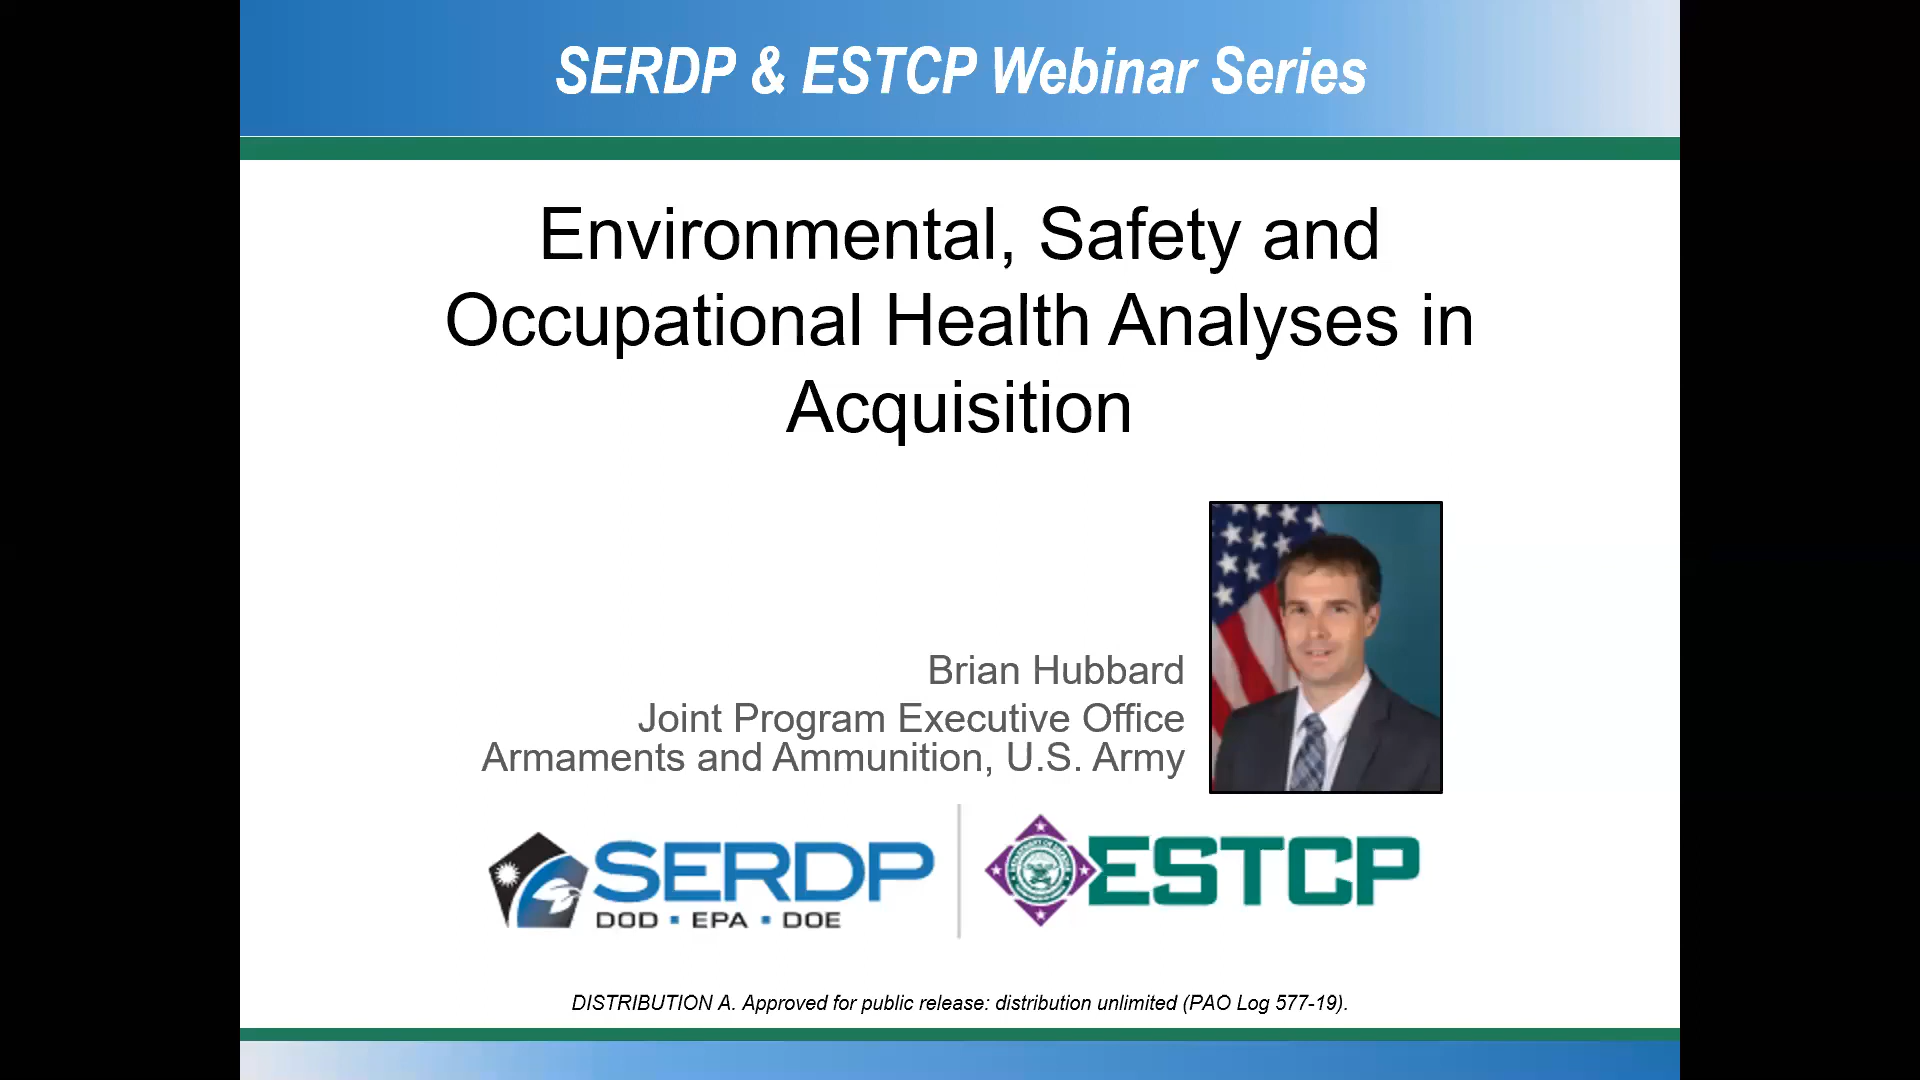 SERDP & ESTCP Webinar Series
Environmental, Safety and
Occupational Health Analyses in
Acquisition
Brian Hubbard
Joint Program Executive Office
Armaments and Ammunition, U.S. Army
SERDP
DOD ▪ EPA ▪ DOE
ESTCP
DISTRIBUTION A. Approved for public release: distribution unlimited (PAO Log 577-19).